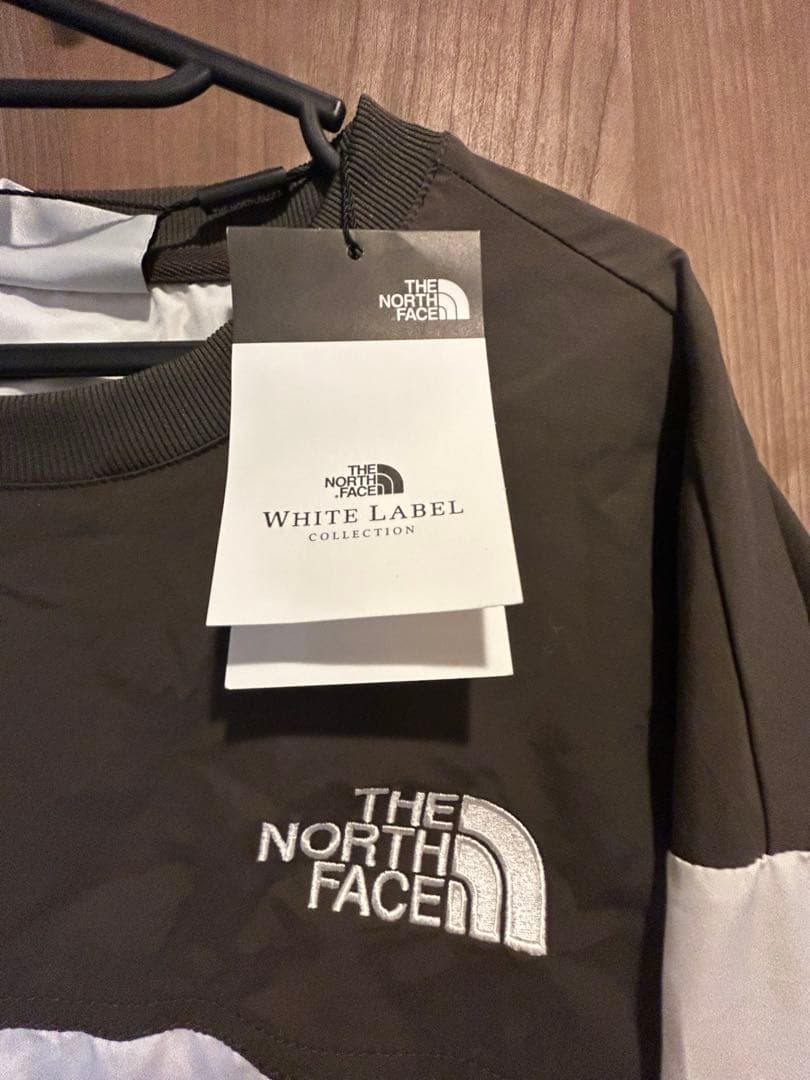 THE
NORTH
FACE
THE
NORTH
FACE
WHITE LABEL
COLLECTION
THE
NORTH
FACE